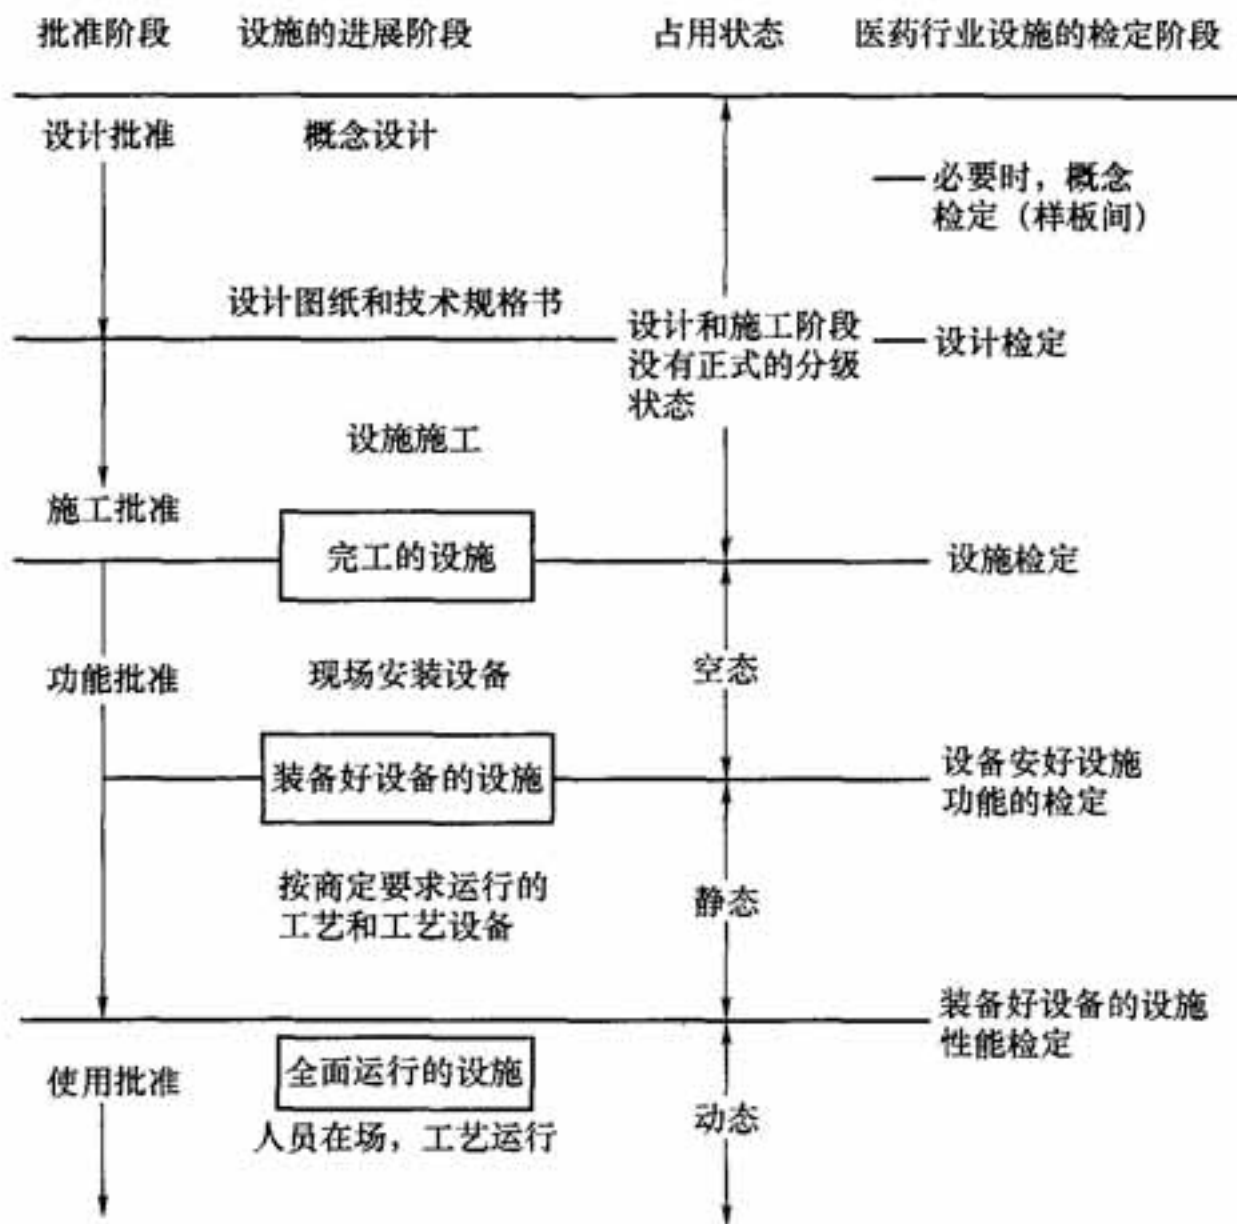 批准阶段 设施的进展阶段 占用状态 医药行业设施的检定阶段
设计批准 概念设计
必要时，概念
检定（样板间）
设计图纸和技术规格书
设计和施工阶段
没有正式的分级
状态
设计检定
设施施工
施工批准
完工的设施
设施检定
功能批准 现场安装设备 空态
装备好设备的设施
设备安好设施
功能的检定
按商定要求运行的
工艺和工艺设备
静态
装备好设备的设施
性能检定
使用批准
全面运行的设施
人员在场，工艺运行
动态